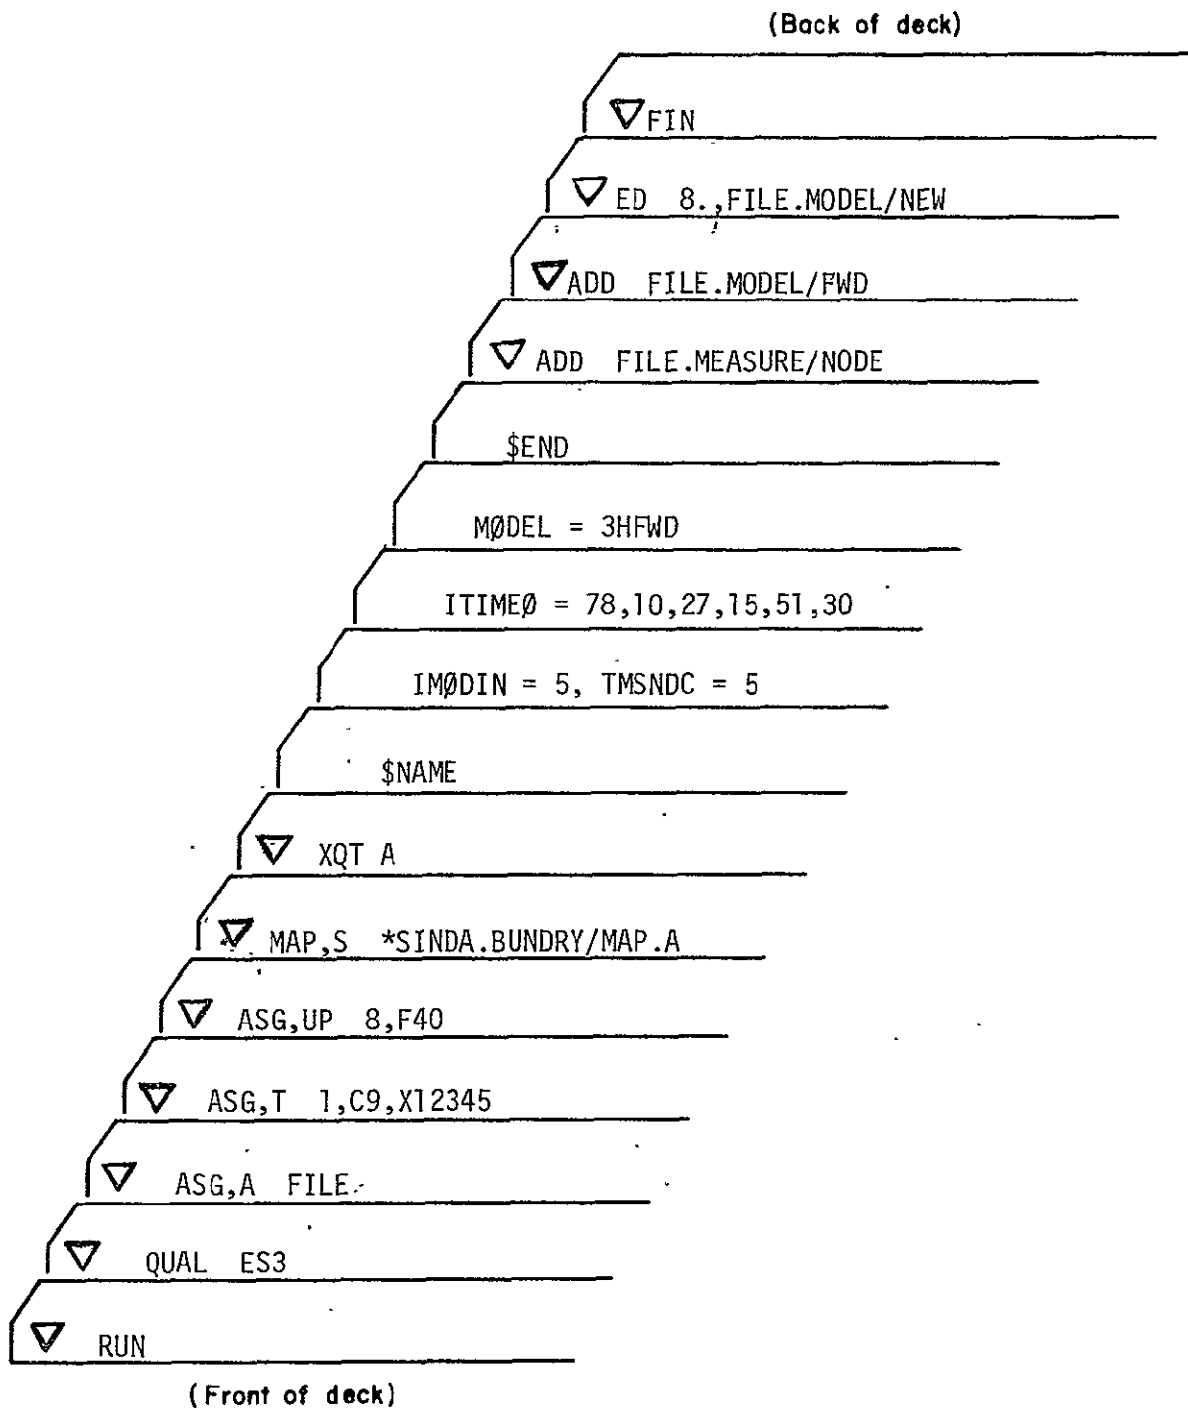 (Back of deck)
▽ FIN
▽ ED 8.,FILE.MODEL/NEW
▽ ADD FILE.MODEL/FWD
▽ ADD FILE.MEASURE/NODE
$END
MØDEL = 3HFWD
ITIMEØ = 78,10,27,15,51,30
IMØDIN = 5, TMSNDC = 5
$NAME
▽ XQT A
▽ MAP,S *SINDA.BUNDRY/MAP.A
▽ ASG,UP 8,F40
▽ ASG,T 1,C9,X12345
▽ ASG,A FILE
▽ QUAL ES3
▽ RUN
(Front of deck)